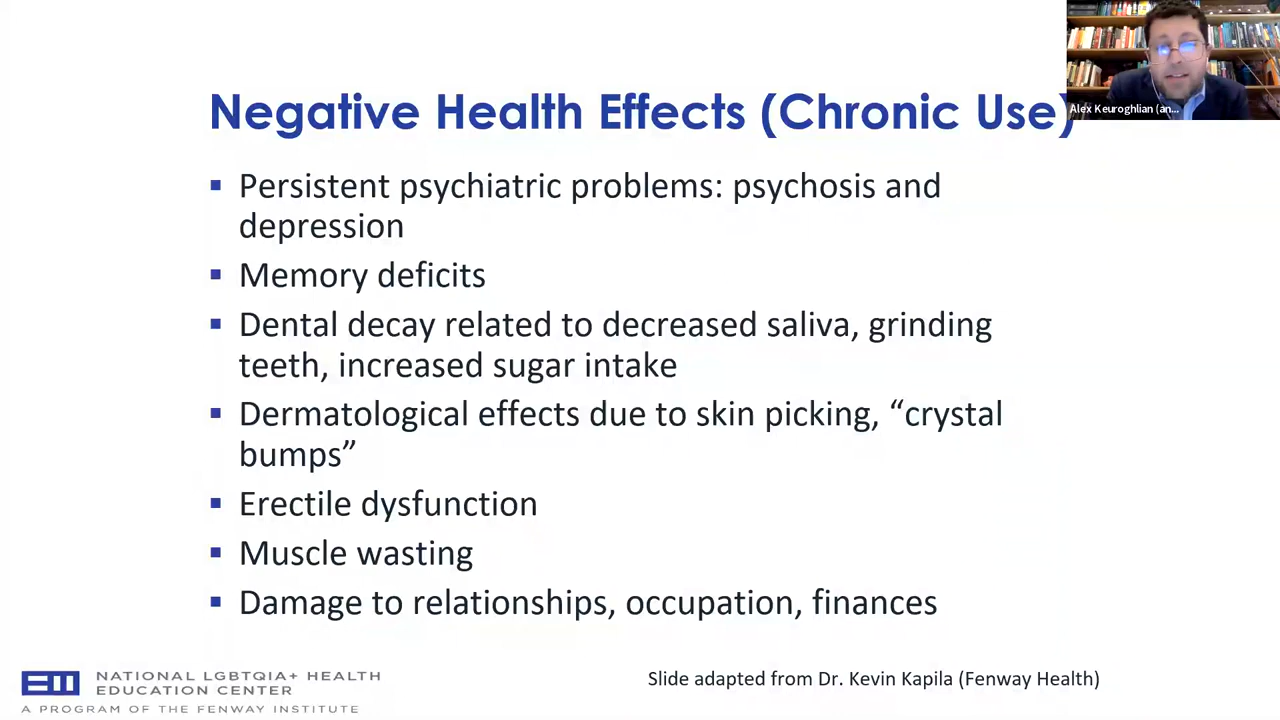 Negative Health Effects (Chronic Use)
Alex Keuroghlian (an...
▪ Persistent psychiatric problems: psychosis and
depression
▪ Memory deficits
▪ Dental decay related to decreased saliva, grinding
teeth, increased sugar intake
▪ Dermatological effects due to skin picking, “crystal
bumps”
▪ Erectile dysfunction
▪ Muscle wasting
▪ Damage to relationships, occupation, finances
NATIONAL LGBTQIA+ HEALTH
EDUCATION CENTER
A PROGRAM OF THE FENWAY INSTITUTE
Slide adapted from Dr. Kevin Kapila (Fenway Health)